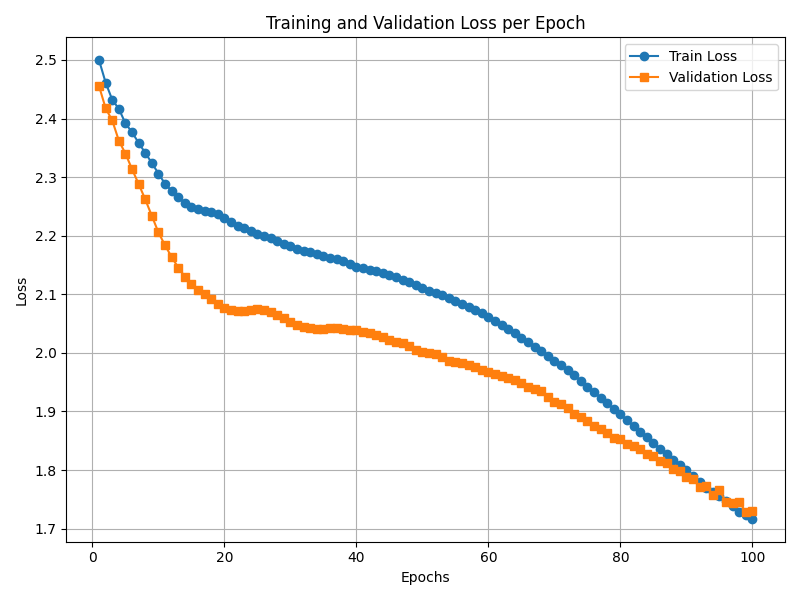 Training and Validation Loss per Epoch
Train Loss
Validation Loss
Loss
2.5
2.4
2.3
2.2
2.1
2.0
1.9
1.8
1.7
0 20 40 60 80 100
Epochs